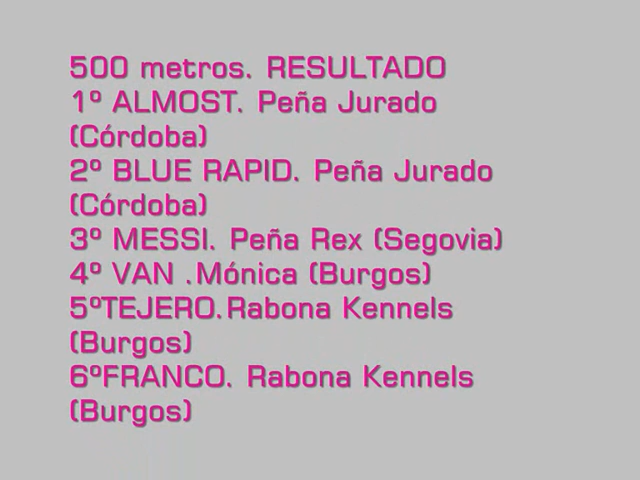 500 metros. RESULTADO
1º ALMOST. Peña Jurado
(Córdoba)
2º BLUE RAPID. Peña Jurado
(Córdoba)
3º MESSI. Peña Rex (Segovia)
4º VAN .Mónica (Burgos)
5ºTEJERO.Rabona Kennels
(Burgos)
6ºFRANCO. Rabona Kennels
(Burgos)